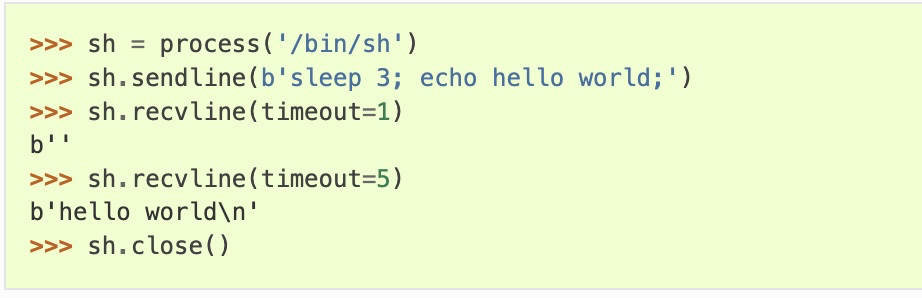 >>> sh = process('/bin/sh')
>>> sh.sendline(b'sleep 3; echo hello world;')
>>> sh.recvline(timeout=1)
b''
>>> sh.recvline(timeout=5)
b'hello world\n'
>>> sh.close()